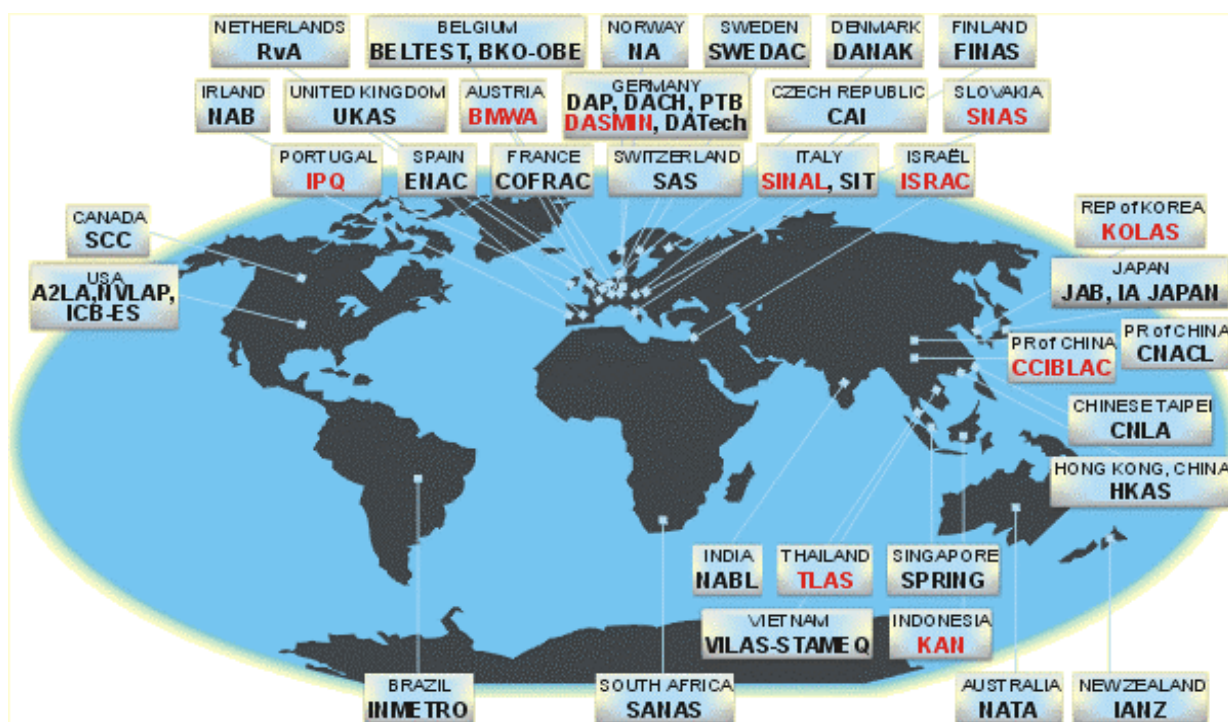 NETHERLANDS
RvA
BELGIUM
BELTEST, BKO-OBE
NORWAY
NA
SWEDEN
SWEDAC
DENMARK
DANAK
FINLAND
FINAS
IRLAND
NAB
UNITED KINGDOM
UKAS
AUSTRIA
BMWA
GERMANY
DAP, DACH, PTB
DASMIN, DATech
CZECH REPUBLIC
CAI
SLOVAKIA
SNAS
PORTUGAL
IPQ
SPAIN
ENAC
FRANCE
COFRAC
SWITZERLAND
SAS
ITALY
SINAL, SIT
ISRAËL
ISRAC
CANADA
SCC
USA
A2LA,NVLAP,
ICB-ES
REP of KOREA
KOLAS
JAPAN
JAB, IA JAPAN
PR of CHINA
CCIBLAC
PR of CHINA
CNACL
CHINESE TAIPEI
CNLA
HONG KONG, CHINA
HKAS
INDIA
NABL
THAILAND
TLAS
SINGAPORE
SPRING
VIETNAM
VILAS-STAMEQ
INDONESIA
KAN
BRAZIL
INMETRO
SOUTH AFRICA
SANAS
AUSTRALIA
NATA
NEWZEALAND
IANZ